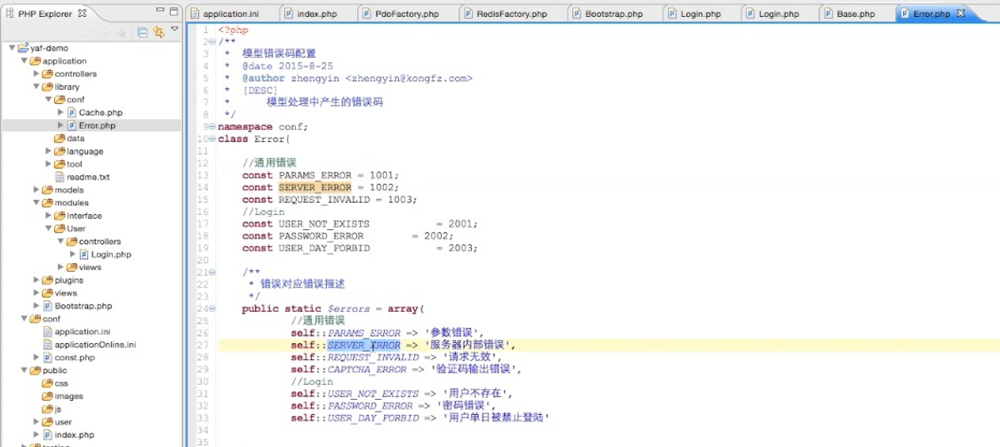 PHP Explorer
application.ini
index.php
PdoFactory.php
RedisFactory.php
Bootstrap.php
Login.php
Login.php
Base.php
Error.php
yaf-demo
application
controllers
library
conf
Cache.php
Error.php
data
language
tool
readme.txt
models
modules
Interface
User
controllers
Login.php
views
plugins
views
Bootstrap.php
conf
application.ini
applicationOnline.ini
const.php
public
css
images
js
user
index.php
1 <?php
2 /**
3 * 模型错误码配置
4 * @date 2015-8-25
5 * @author zhengyin <zhengyin@kongfz.com>
6 * [DESC]
7 * 模型处理中产生的错误码
8 */
9 namespace conf;
10 class Error{
11
12 //通用错误
13 const PARAMS_ERROR = 1001;
14 const SERVER_ERROR = 1002;
15 const REQUEST_INVALID = 1003;
16 //Login
17 const USER_NOT_EXISTS = 2001;
18 const PASSWORD_ERROR = 2002;
19 const USER_DAY_FORBID = 2003;
20
21 /**
22 * 错误对应错误描述
23 */
24 public static $errors = array(
25 //通用错误
26 self::PARAMS_ERROR => '参数错误',
27 self::SERVER_ERROR => '服务器内部错误',
28 self::REQUEST_INVALID => '请求无效',
29 self::CAPTCHA_ERROR => '验证码输出错误',
30 //Login
31 self::USER_NOT_EXISTS => '用户不存在',
32 self::PASSWORD_ERROR => '密码错误',
33 self::USER_DAY_FORBID => '用户单日被禁止登陆'
34
35